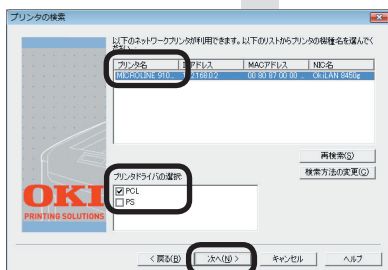 プリンタの検索
以下のネットワークプリンタが利用できます。以下のリストからプリンタの機種名を選んでください。
プリンタ名 IPアドレス MACアドレス NIC名
MICROLINE 910... 192.168.0.2 00 80 87 00 00 ... OkiLAN 8450e
再検索(S)
検索方法の変更(C)
プリンタドライバの選択:
PCL
PS
OKI
PRINTING SOLUTIONS
< 戻る(B) 次へ(N) > キャンセル ヘルプ